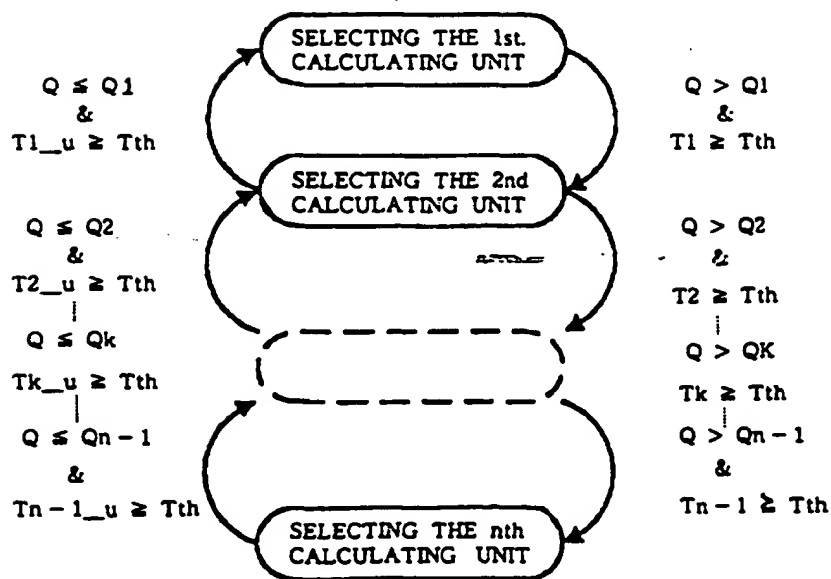 SELECTING THE 1st.
CALCULATING UNIT
Q ≦ Q1
&
T1_u ≧ Tth
Q > Q1
&
T1 ≧ Tth
SELECTING THE 2nd
CALCULATING UNIT
Q ≦ Q2
&
T2_u ≧ Tth
Q ≦ Qk
Tk_u ≧ Tth
Q ≦ Qn-1
&
Tn-1_u ≧ Tth
Q > Q2
&
T2 ≧ Tth
Q > QK
Tk ≧ Tth
Q > Qn-1
&
Tn-1 ≧ Tth
SELECTING THE nth
CALCULATING UNIT